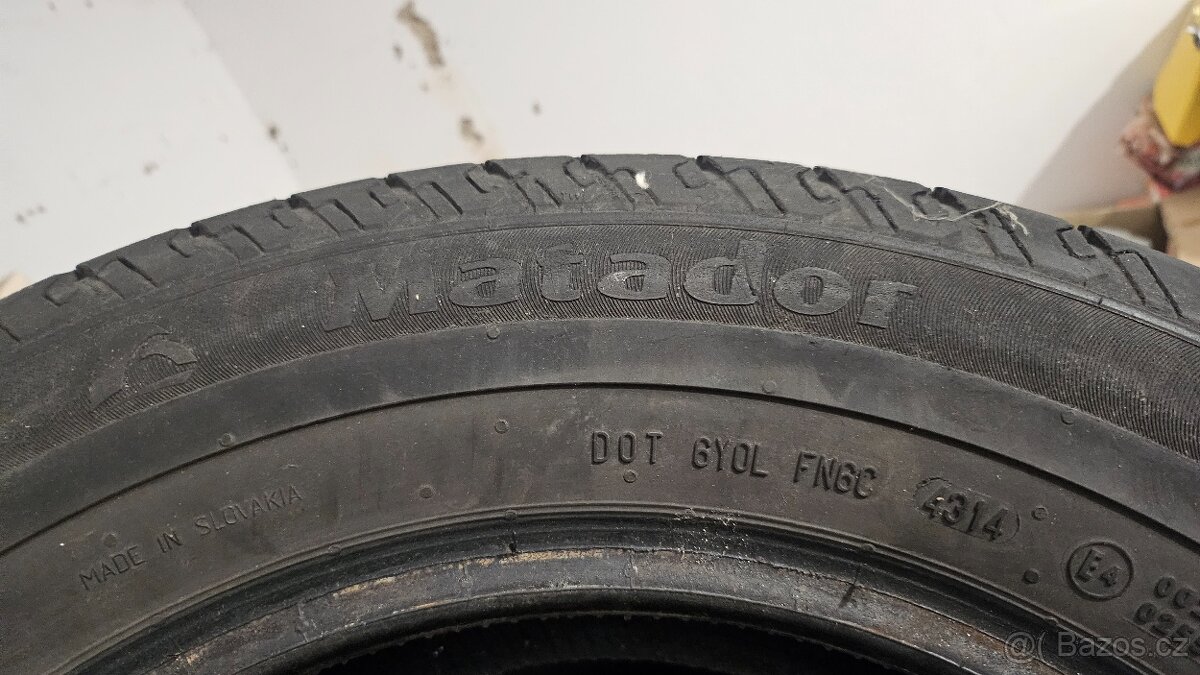 Matador
DOT 6Y0L FN6C 4314
MADE IN SLOVAKIA
E4
@ Bazos.cz